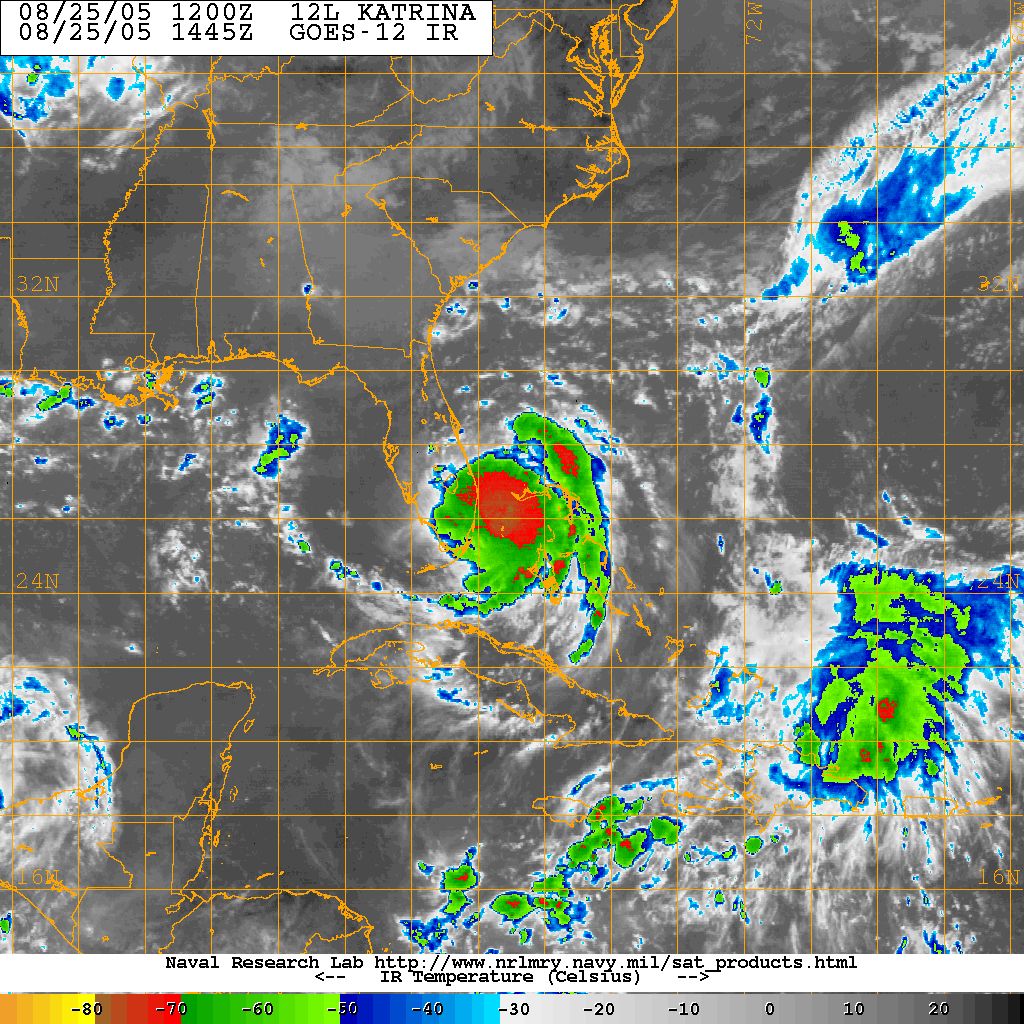 08/25/05 1200Z 12L KATRINA
08/25/05 1445Z GOES-12 IR
72W
32N 32N
24N 24N
16N 16N
Naval Research Lab http://www.nrlmry.navy.mil/sat_products.html
<-- IR Temperature (Celsius) -->
-80 -70 -60 -50 -40 -30 -20 -10 0 10 20